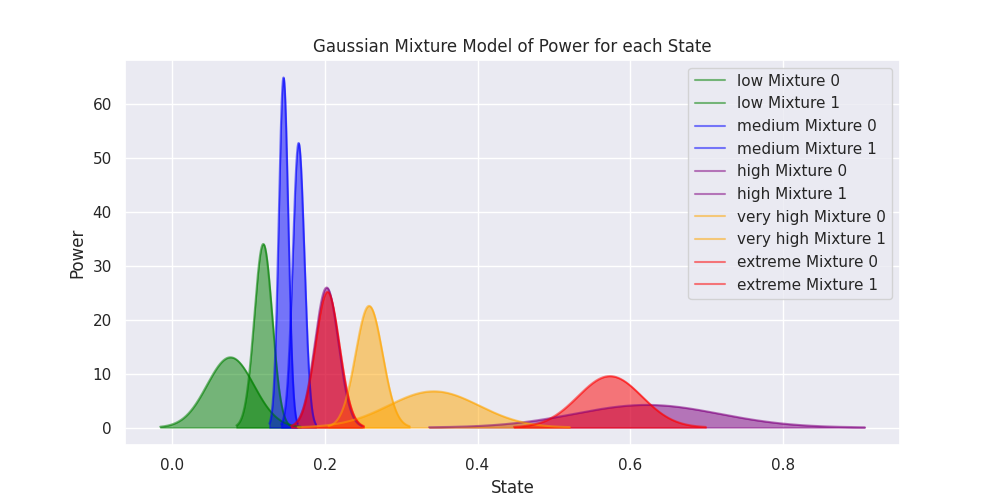 Gaussian Mixture Model of Power for each State
low Mixture 0
low Mixture 1
medium Mixture 0
medium Mixture 1
high Mixture 0
high Mixture 1
very high Mixture 0
very high Mixture 1
extreme Mixture 0
extreme Mixture 1
Power
60
50
40
30
20
10
0
0.0 0.2 0.4 0.6 0.8
State